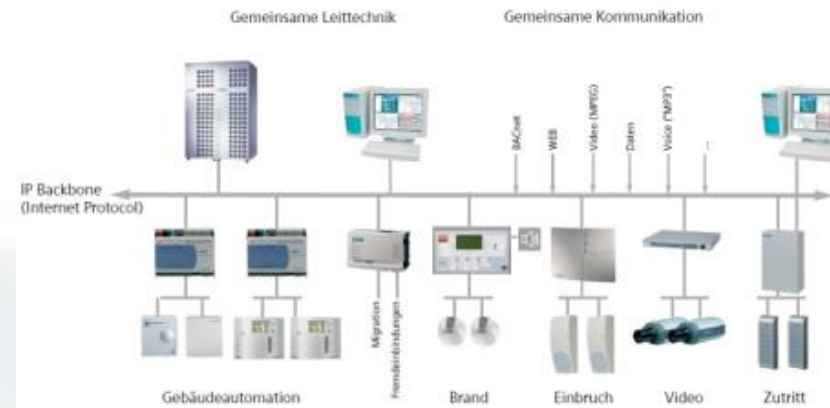 Gemeinsame Leittechnik
Gemeinsame Kommunikation
BACnet
WEB
Video (MPEG)
Daten
Voice ("MP3")
...
IP Backbone
(Internet Protocol)
Migration
Fremdeinbindungen
Gebäudeautomation
Brand
Einbruch
Video
Zutritt